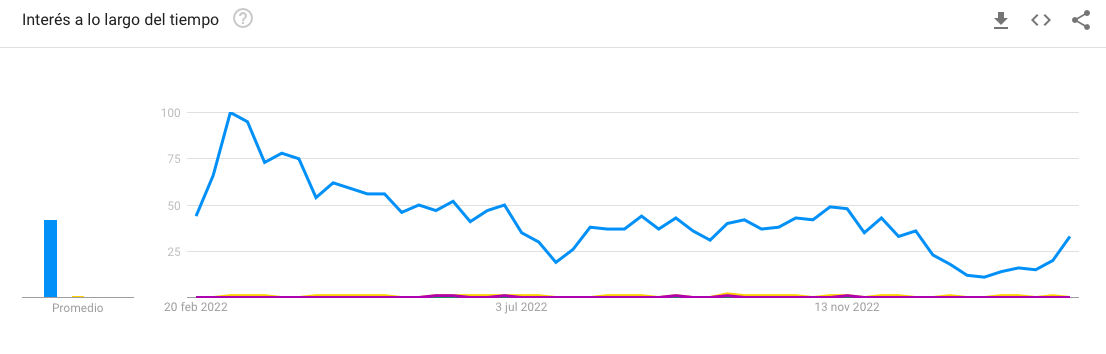 Interés a lo largo del tiempo ?
100
75
50
25
Promedio
20 feb 2022 3 jul 2022 13 nov 2022